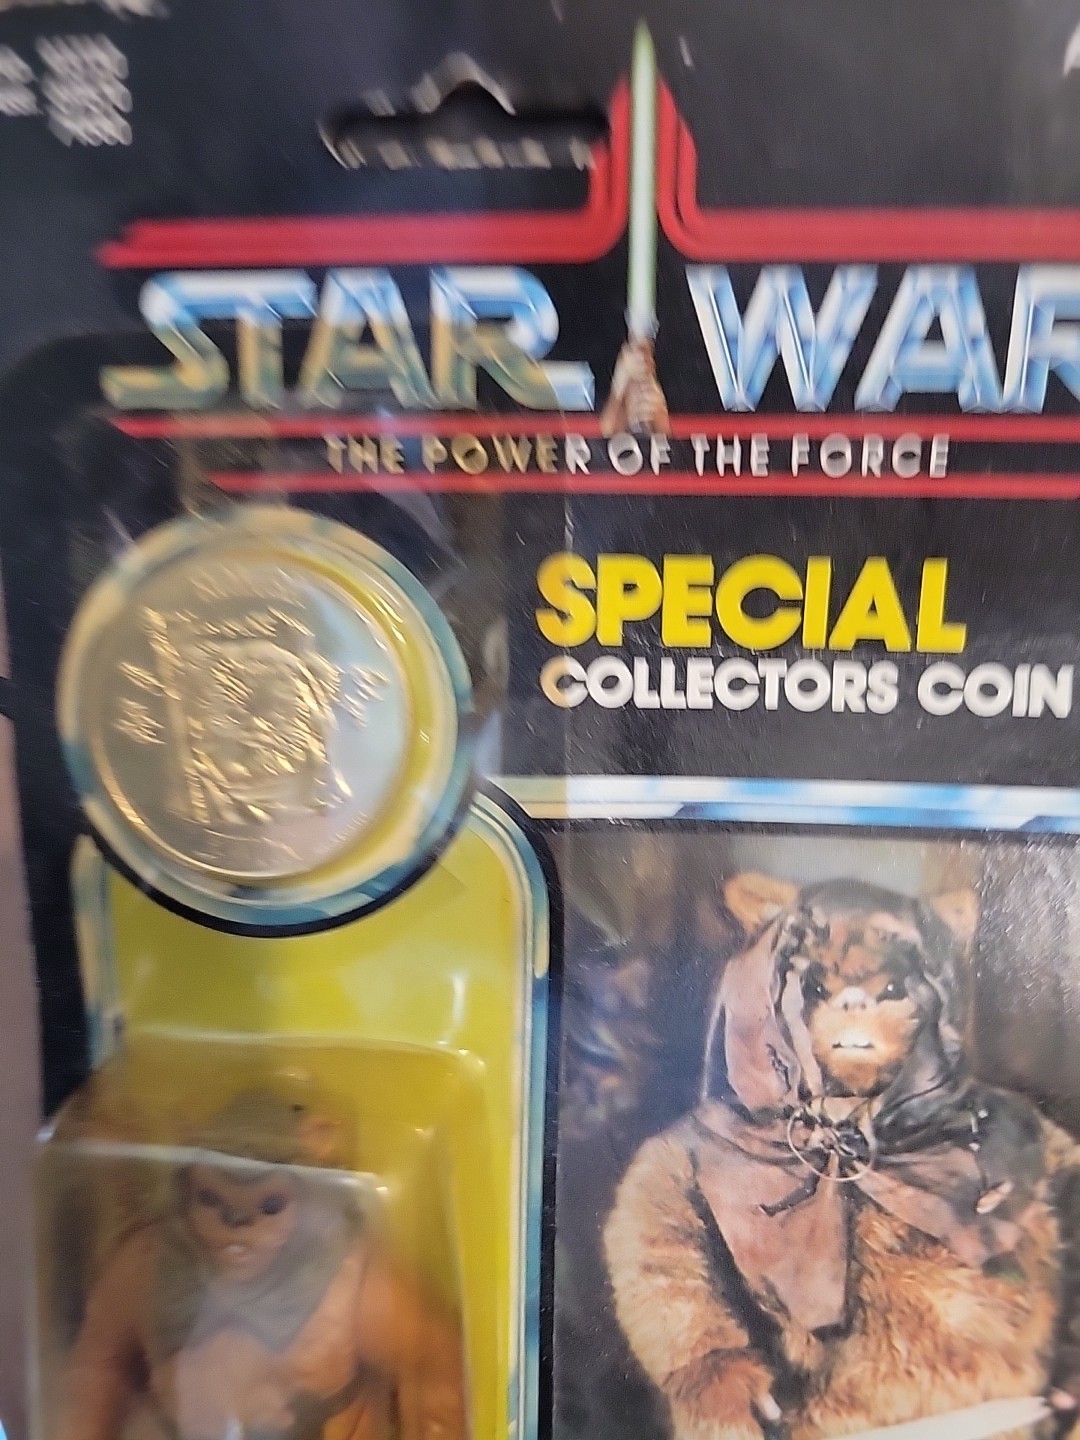 STAR WAR
THE POWER OF THE FORCE
SPECIAL
COLLECTORS COIN